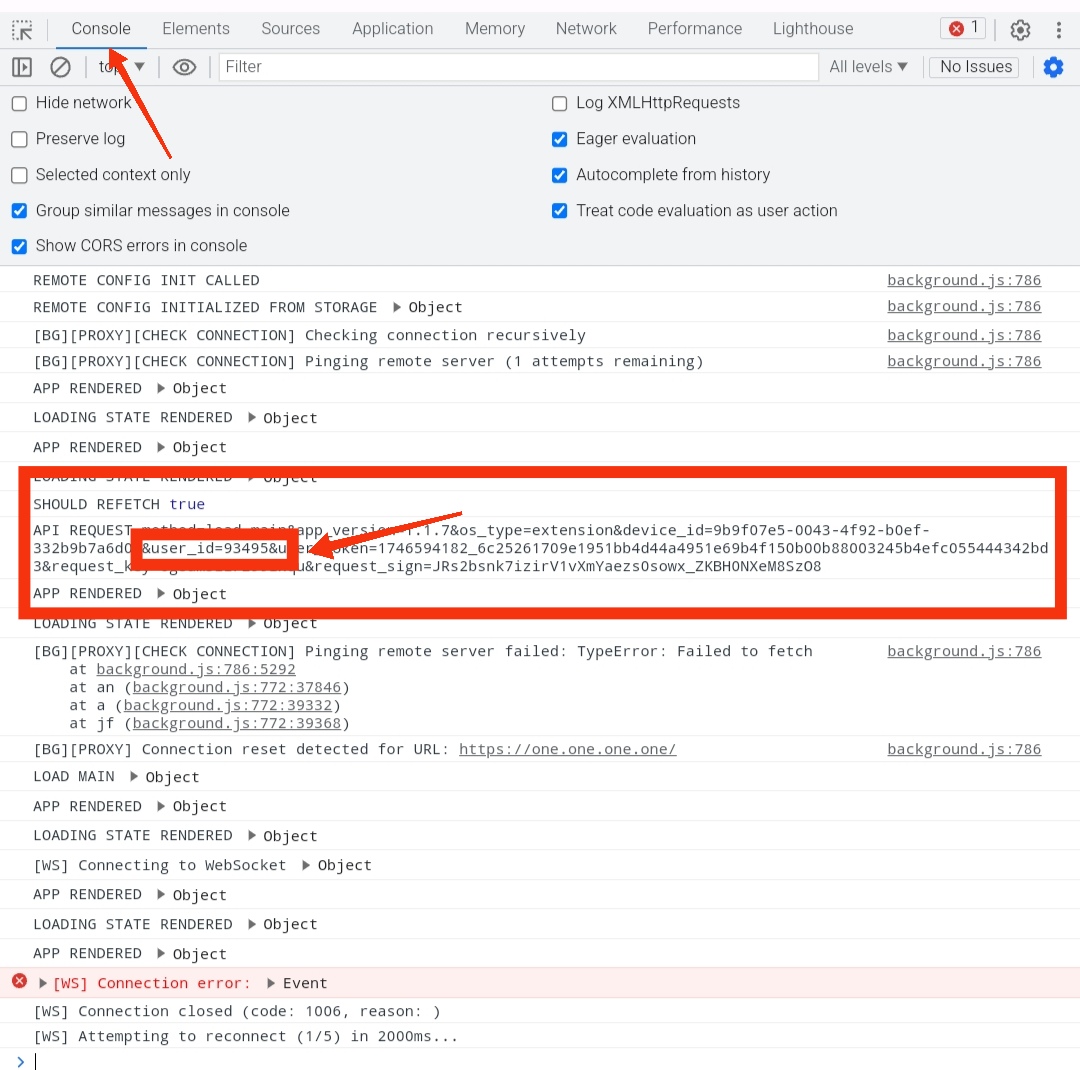 Console Elements Sources Application Memory Network Performance Lighthouse 1
top Filter All levels No Issues
Hide network Log XMLHttpRequests
Preserve log Eager evaluation
Selected context only Autocomplete from history
Group similar messages in console Treat code evaluation as user action
Show CORS errors in console
REMOTE CONFIG INIT CALLED background.js:786
REMOTE CONFIG INITIALIZED FROM STORAGE Object background.js:786
[BG][PROXY][CHECK CONNECTION] Checking connection recursively background.js:786
[BG][PROXY][CHECK CONNECTION] Pinging remote server (1 attempts remaining) background.js:786
APP RENDERED Object
LOADING STATE RENDERED Object
APP RENDERED Object
LOADING STATE RENDERED Object
SHOULD REFETCH true
API REQUEST method=load_main&app_version=1.1.7&os_type=extension&device_id=9b9f07e5-0043-4f92-b0ef-
&user_id=93495
&request_sign=JRs2bsnk7izirV1vXmYaezs0sowx_ZKBH0NXeM8SzO8
APP RENDERED Object
LOADING STATE RENDERED Object
[BG][PROXY][CHECK CONNECTION] Pinging remote server failed: TypeError: Failed to fetch background.js:786
at background.js:786:5292
at an (background.js:772:37846)
at a (background.js:772:39332)
at jf (background.js:772:39368)
[BG][PROXY] Connection reset detected for URL: https://one.one.one.one/ background.js:786
LOAD MAIN Object
APP RENDERED Object
LOADING STATE RENDERED Object
[WS] Connecting to WebSocket Object
APP RENDERED Object
LOADING STATE RENDERED Object
APP RENDERED Object
[WS] Connection error: Event
[WS] Connection closed (code: 1006, reason: )
[WS] Attempting to reconnect (1/5) in 2000ms...